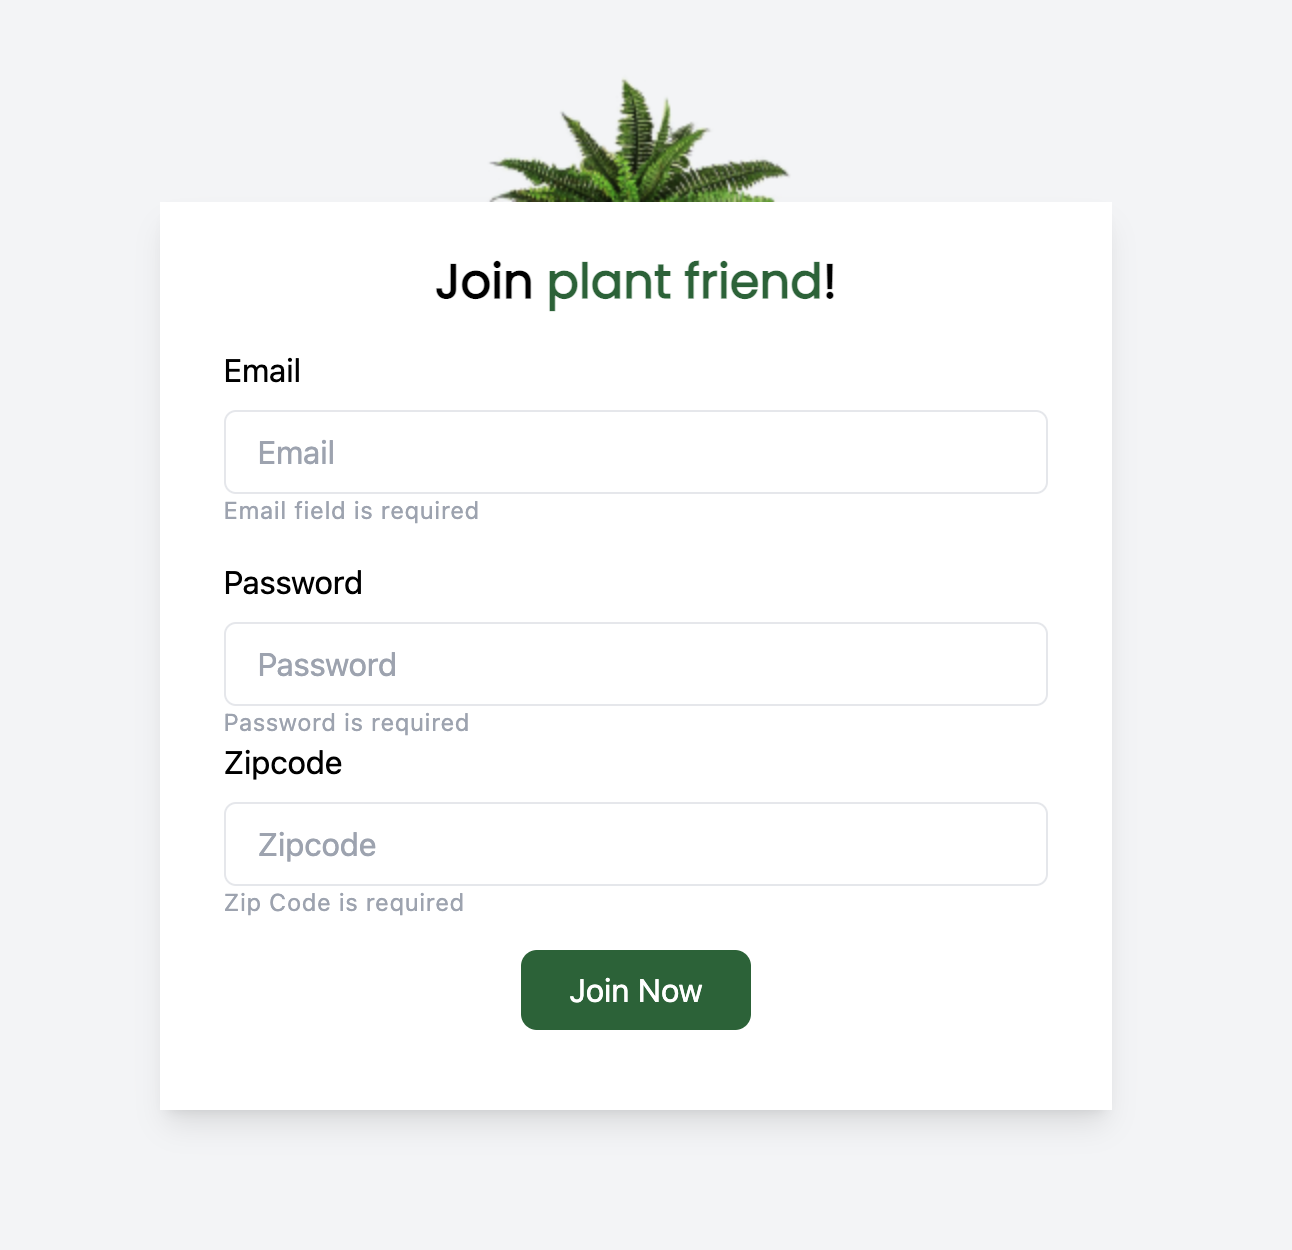 Join plant friend!
Email
Email
Email field is required
Password
Password
Password is required
Zipcode
Zipcode
Zip Code is required
Join Now